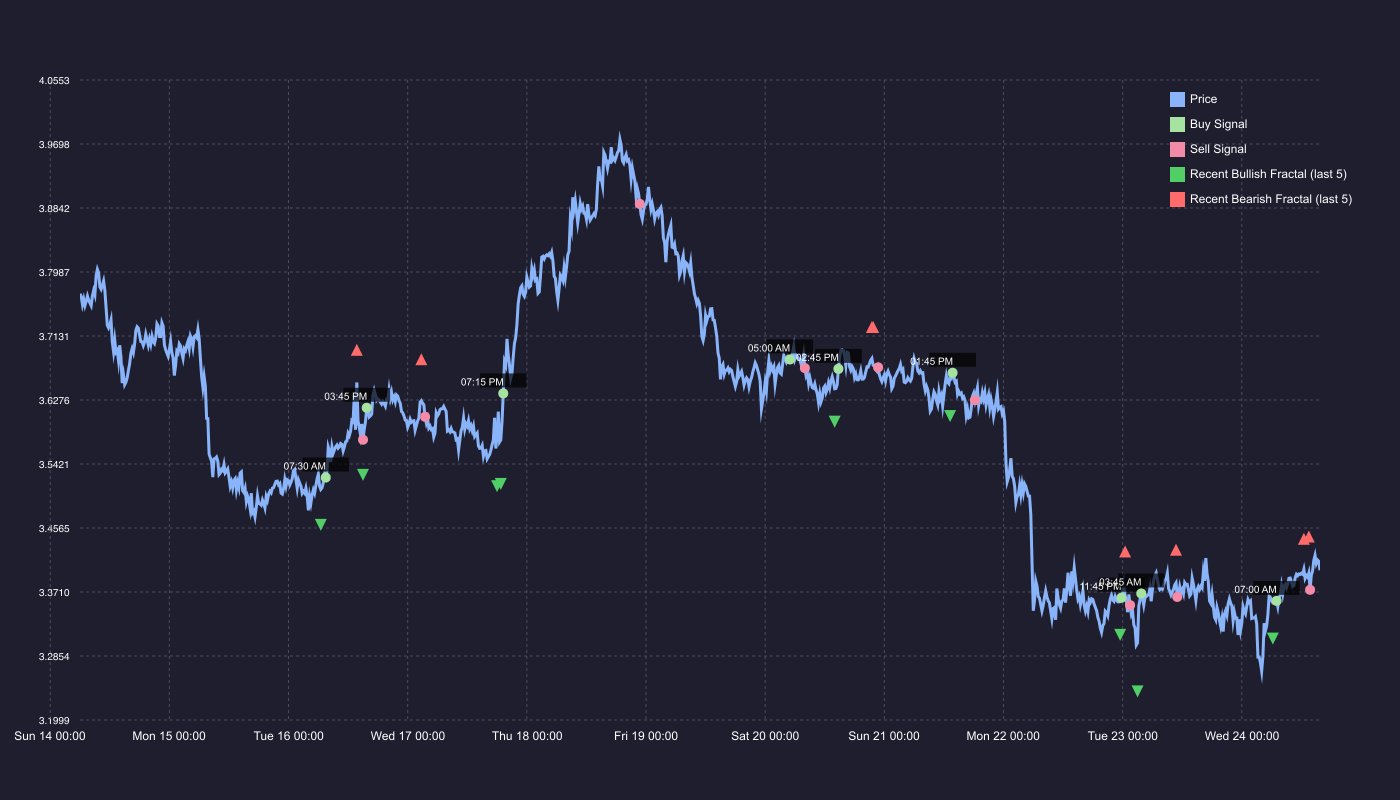 4.0553
3.9698
3.8842
3.7987
3.7131
3.6276
3.5421
3.4565
3.3710
3.2854
3.1999
Price
Buy Signal
Sell Signal
Recent Bullish Fractal (last 5)
Recent Bearish Fractal (last 5)
07:30 AM
03:45 PM
07:15 PM
05:00 AM
02:45 PM
01:45 PM
11:45 PM
03:45 AM
07:00 AM
Sun 14 00:00
Mon 15 00:00
Tue 16 00:00
Wed 17 00:00
Thu 18 00:00
Fri 19 00:00
Sat 20 00:00
Sun 21 00:00
Mon 22 00:00
Tue 23 00:00
Wed 24 00:00